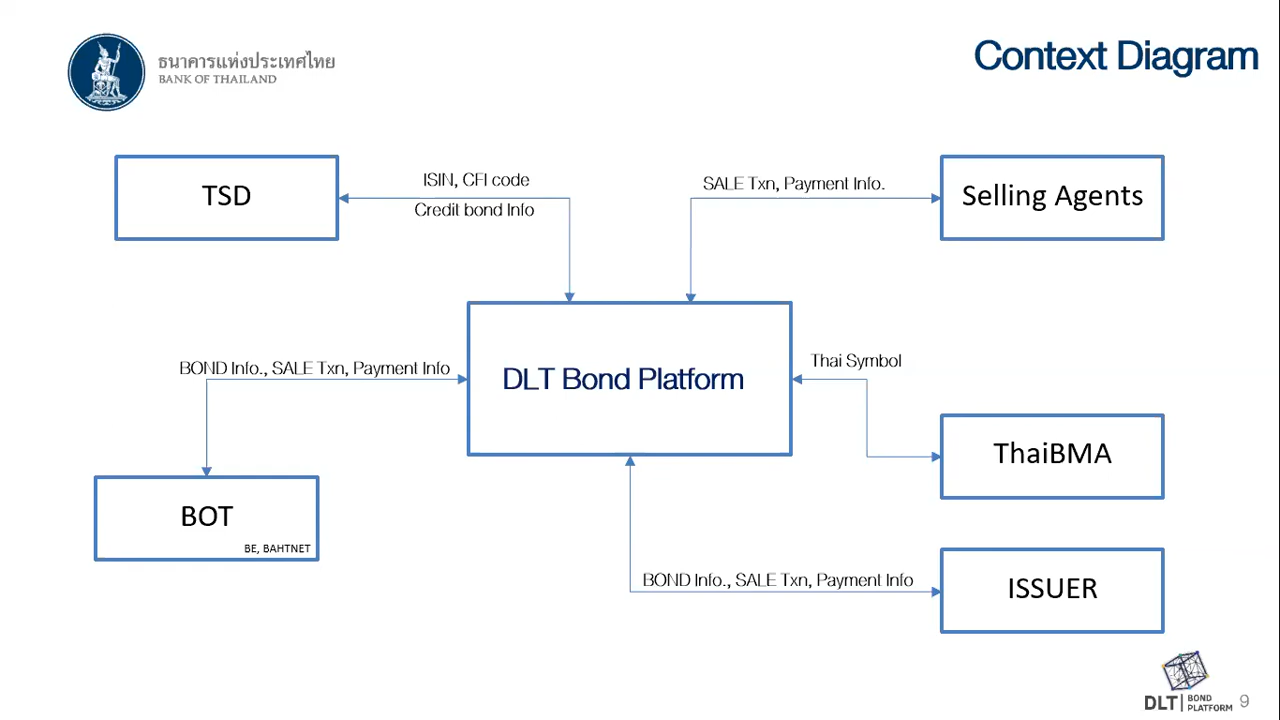 ธนาคารแห่งประเทศไทย
BANK OF THAILAND
Context Diagram
TSD
ISIN, CFI code
Credit bond Info
SALE Txn, Payment Info.
Selling Agents
BOND Info., SALE Txn, Payment Info
DLT Bond Platform
Thai Symbol
ThaiBMA
BOT
BE, BAHTNET
BOND Info., SALE Txn, Payment Info
ISSUER
DLT | BOND
PLATFORM
9